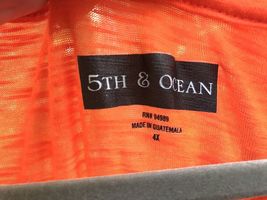 5TH & OCEAN
RN# 94989
MADE IN GUATEMALA
4X